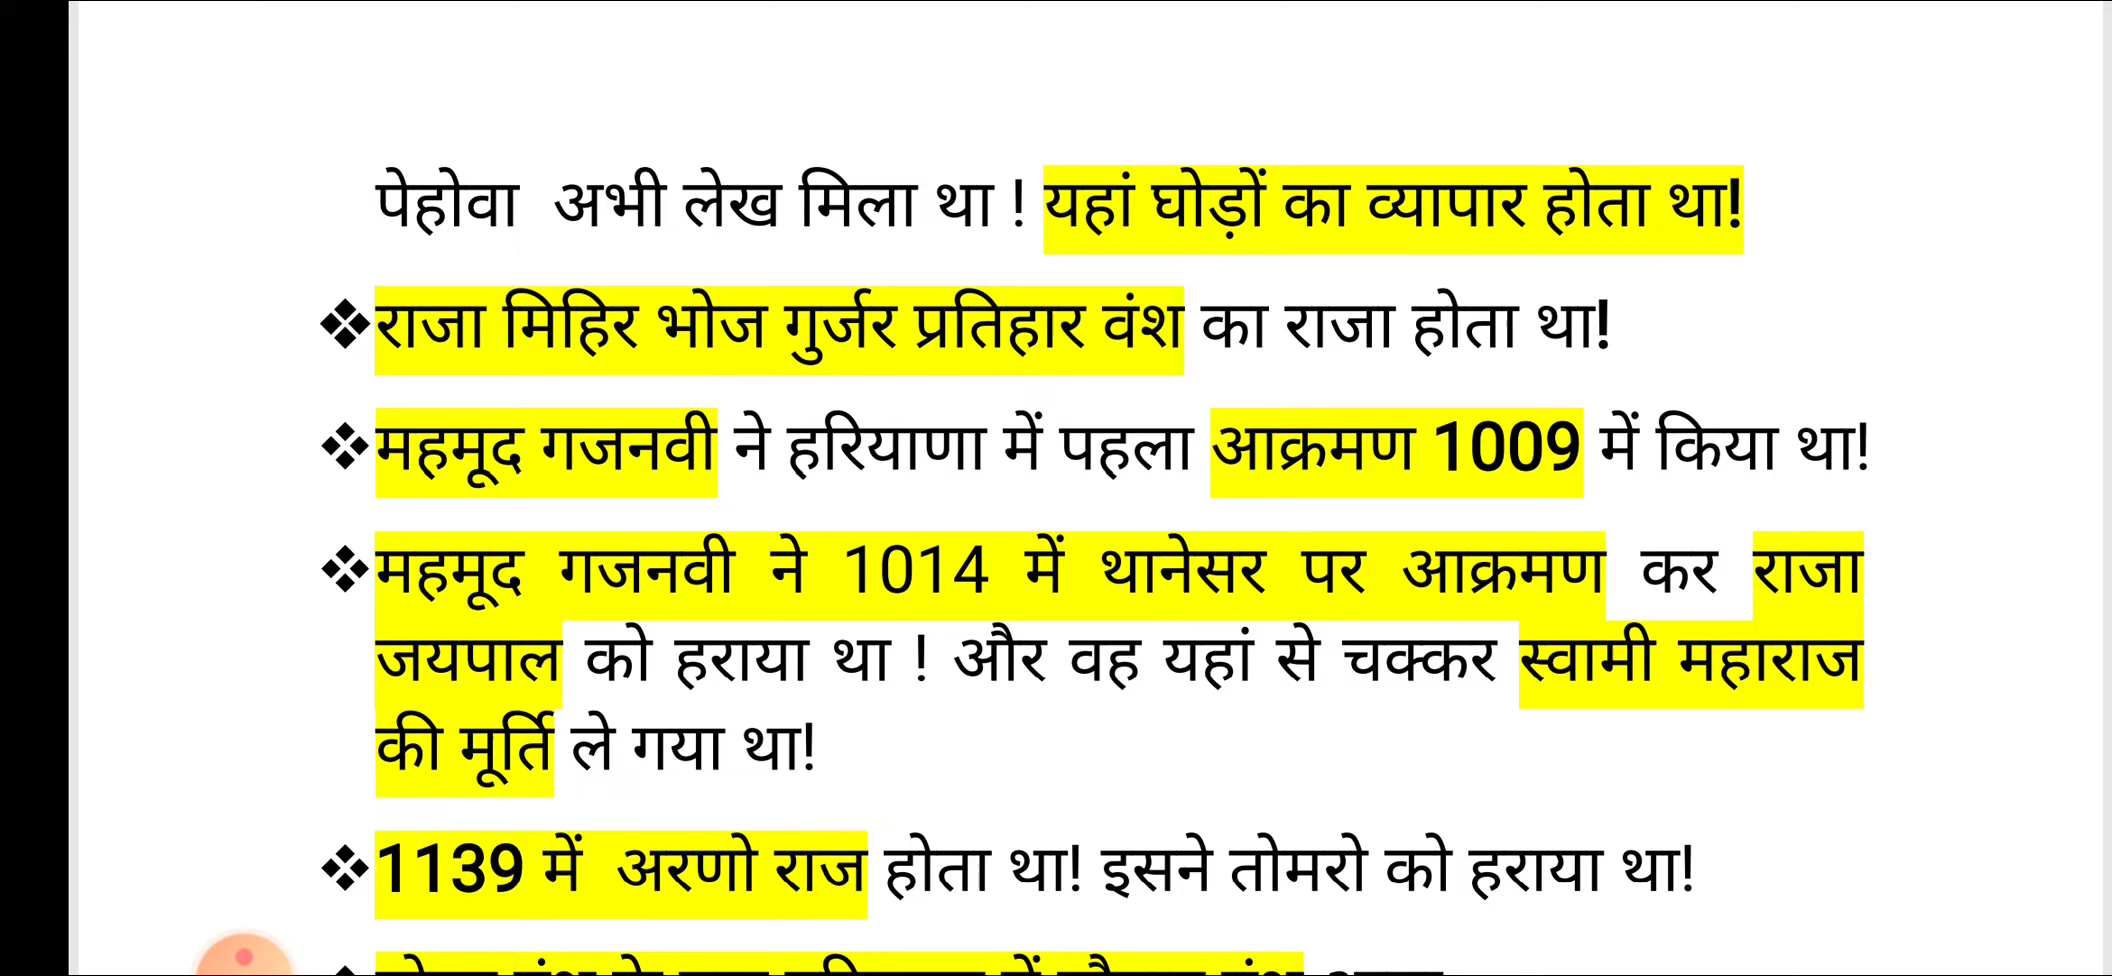 पेहोवा अभी लेख मिला था ! यहां घोड़ों का व्यापार होता था!
❖राजा मिहिर भोज गुर्जर प्रतिहार वंश का राजा होता था!
❖महमूद गजनवी ने हरियाणा में पहला आक्रमण 1009 में किया था!
❖महमूद गजनवी ने 1014 में थानेसर पर आक्रमण कर राजा
जयपाल को हराया था ! और वह यहां से चक्कर स्वामी महाराज
की मूर्ति ले गया था!
❖1139 में अरणो राज होता था! इसने तोमरो को हराया था!